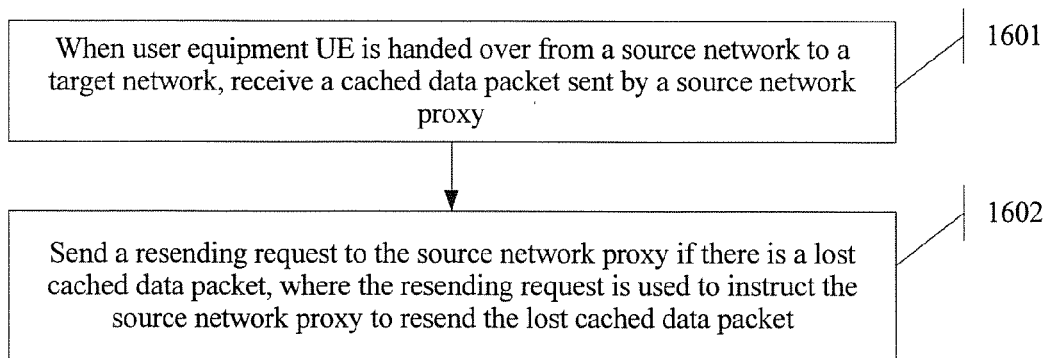 When user equipment UE is handed over from a source network to a
target network, receive a cached data packet sent by a source network
proxy
1601
Send a resending request to the source network proxy if there is a lost
cached data packet, where the resending request is used to instruct the
source network proxy to resend the lost cached data packet
1602